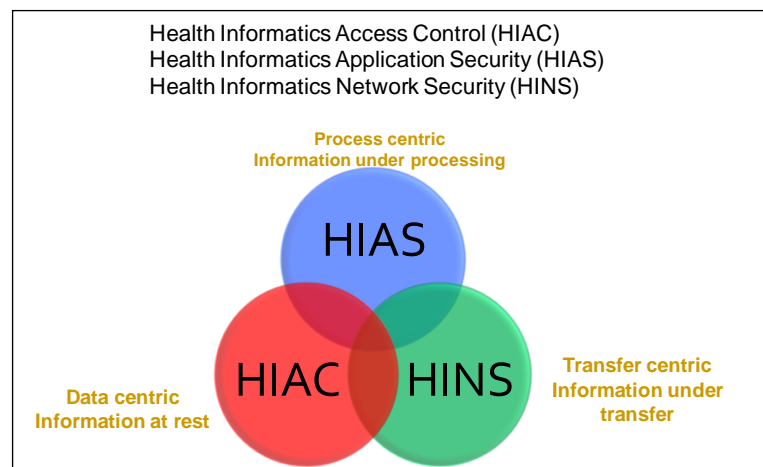 Health Informatics Access Control (HIAC)
Health Informatics Application Security (HIAS)
Health Informatics Network Security (HINS)
Process centric
Information under processing
HIAS
HIAC
HINS
Data centric
Information at rest
Transfer centric
Information under
transfer